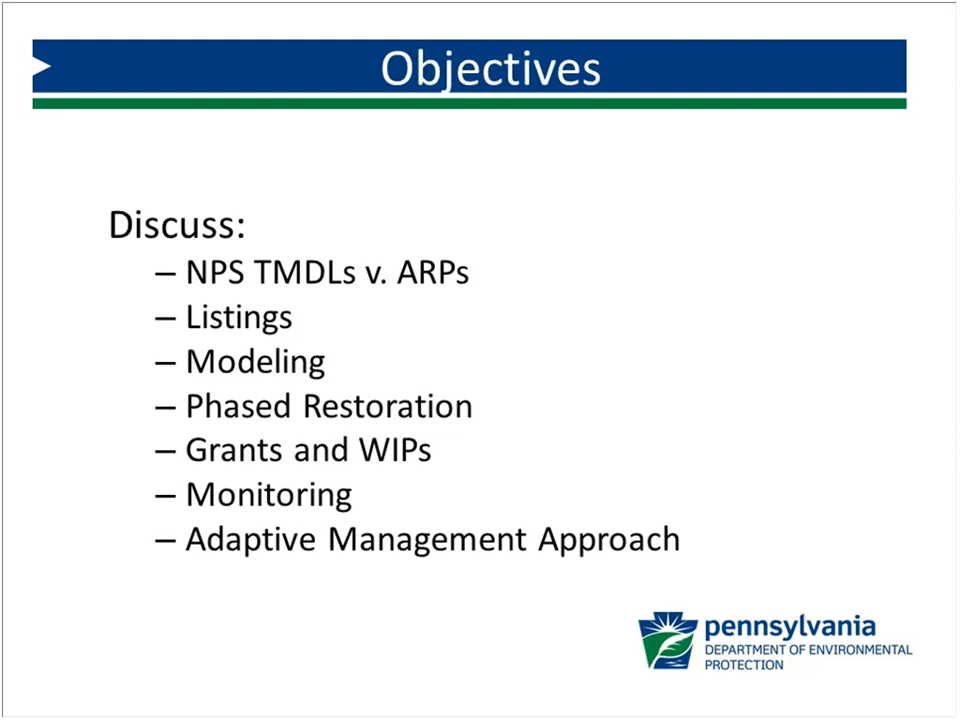 Objectives
Discuss:
– NPS TMDLs v. ARPs
– Listings
– Modeling
– Phased Restoration
– Grants and WIPs
– Monitoring
– Adaptive Management Approach
pennsylvania
DEPARTMENT OF ENVIRONMENTAL
PROTECTION